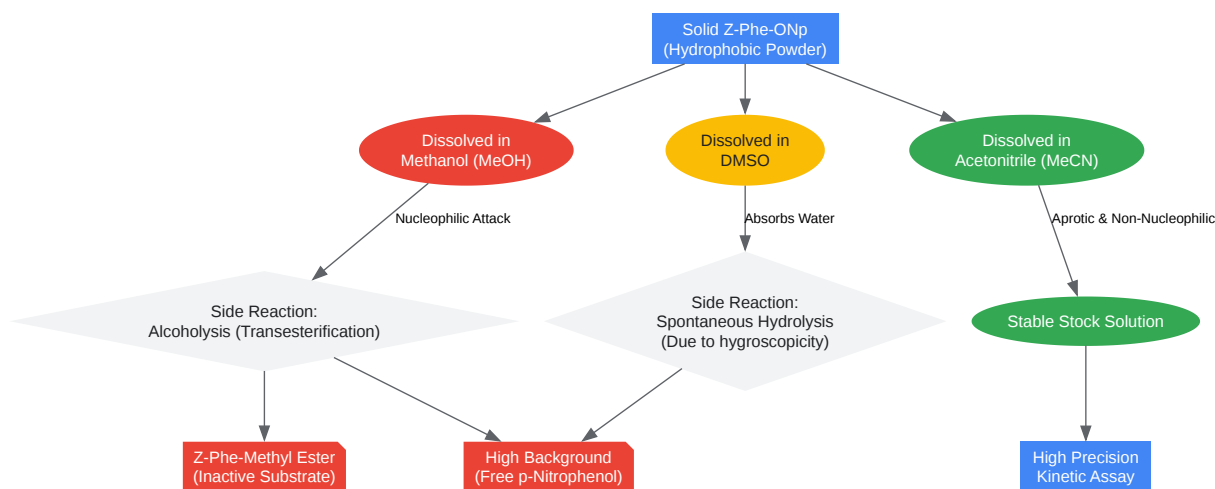 Solid Z-Phe-ONp
(Hydrophobic Powder)
Dissolved in
Methanol (MeOH)
Dissolved in
DMSO
Dissolved in
Acetonitrile (MeCN)
Nucleophilic Attack
Absorbs Water
Aprotic & Non-Nucleophilic
Side Reaction:
Alcoholysis (Transesterification)
Side Reaction:
Spontaneous Hydrolysis
(Due to hygroscopicity)
Stable Stock Solution
Z-Phe-Methyl Ester
(Inactive Substrate)
High Background
(Free p-Nitrophenol)
High Precision
Kinetic Assay